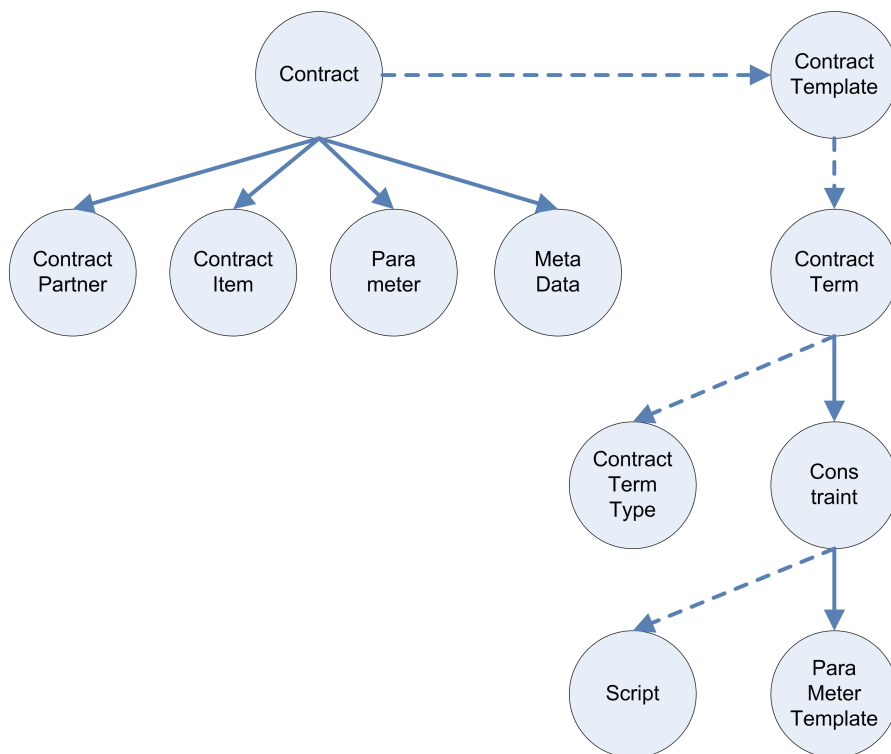 Contract
Contract
Template
Contract
Partner
Contract
Item
Para
meter
Meta
Data
Contract
Term
Contract
Term
Type
Cons
traint
Script
Para
Meter
Template